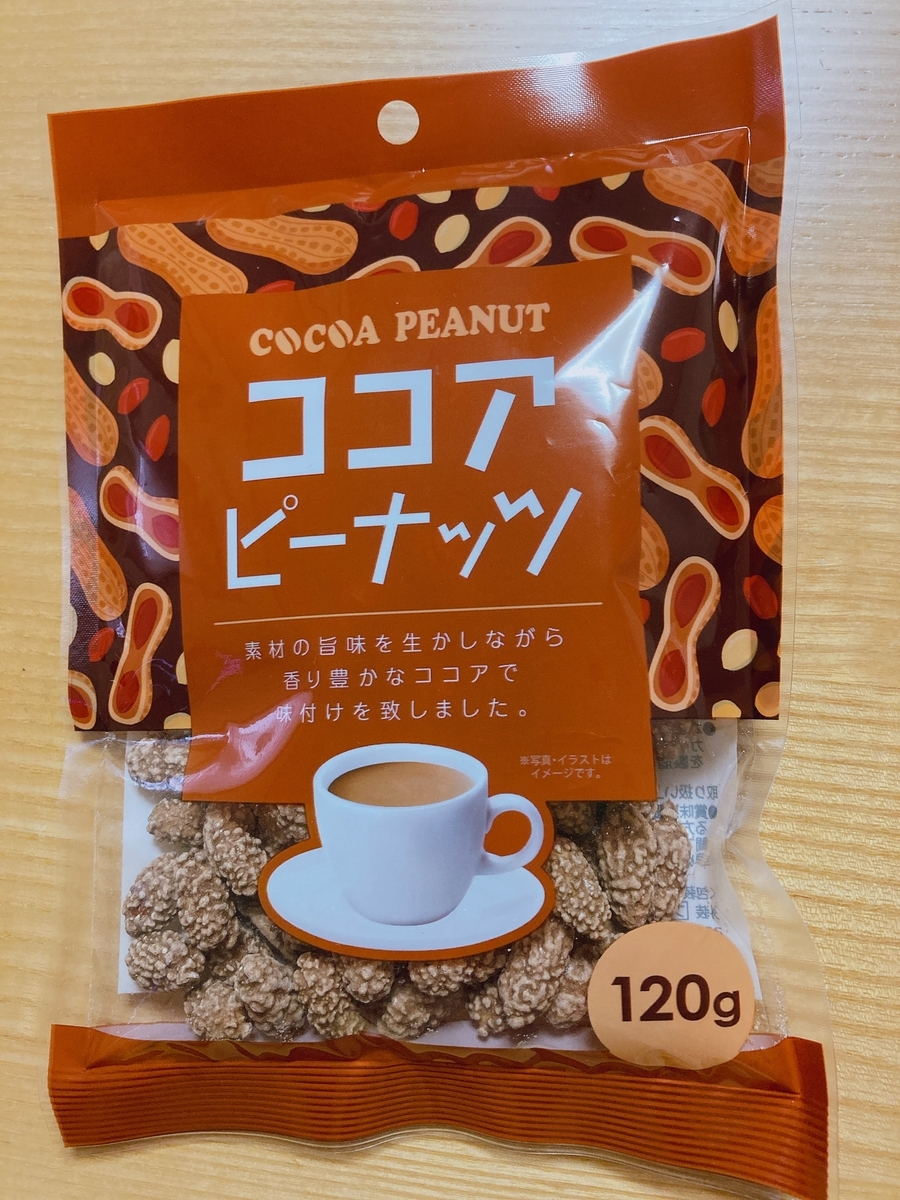 COCOA PEANUT
ココア
ピーナッツ
素材の旨味を生かしながら
香り豊かなココアで
味付けを致しました。
※写真・イラストは
イメージです。
120g